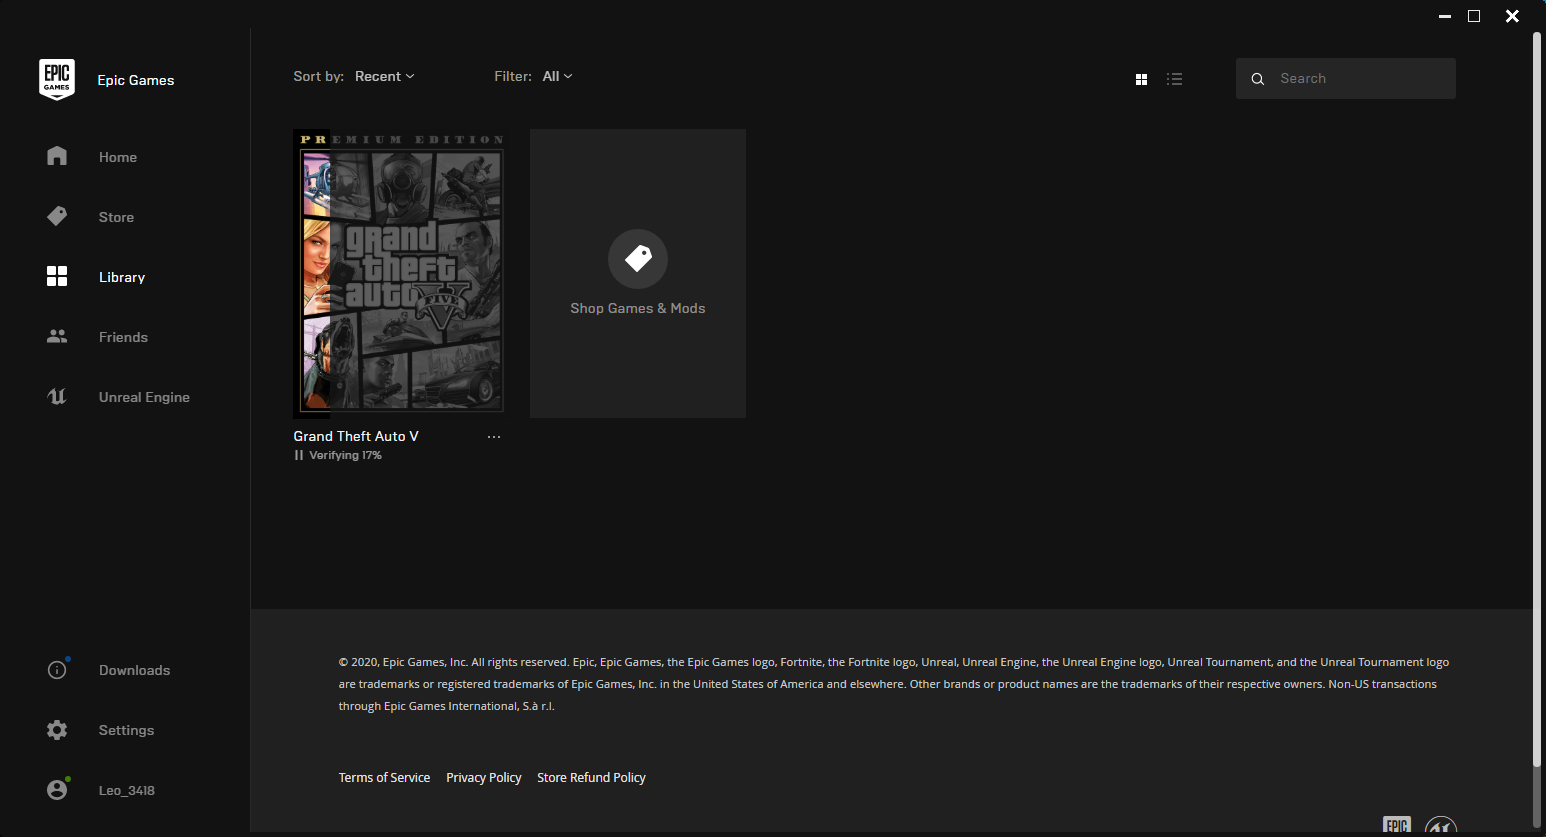 EPIC
GAMES
Epic Games
Home
Store
Library
Friends
Unreal Engine
Downloads
Settings
Leo_3418
Sort by: Recent
Filter: All
Search
PREMIUM EDITION
grand
theft
auto
V
FIVE
Grand Theft Auto V
...
Verifying 17%
Shop Games & Mods
© 2020, Epic Games, Inc. All rights reserved. Epic, Epic Games, the Epic Games logo, Fortnite, the Fortnite logo, Unreal, Unreal Engine, the Unreal Engine logo, Unreal Tournament, and the Unreal Tournament logo
are trademarks or registered trademarks of Epic Games, Inc. in the United States of America and elsewhere. Other brands or product names are the trademarks of their respective owners. Non-US transactions
through Epic Games International, S.à r.l.
Terms of Service Privacy Policy Store Refund Policy
EPIC